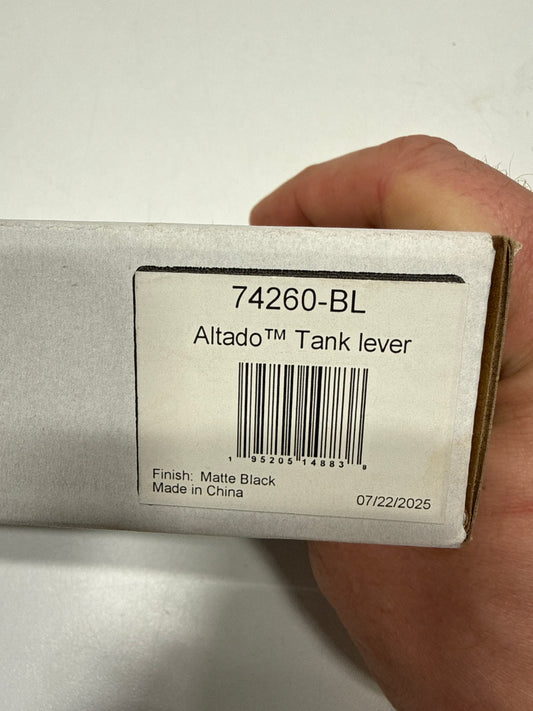 74260-BL
Altado™ Tank lever
1 95205 14883 8
Finish: Matte Black
Made in China
07/22/2025